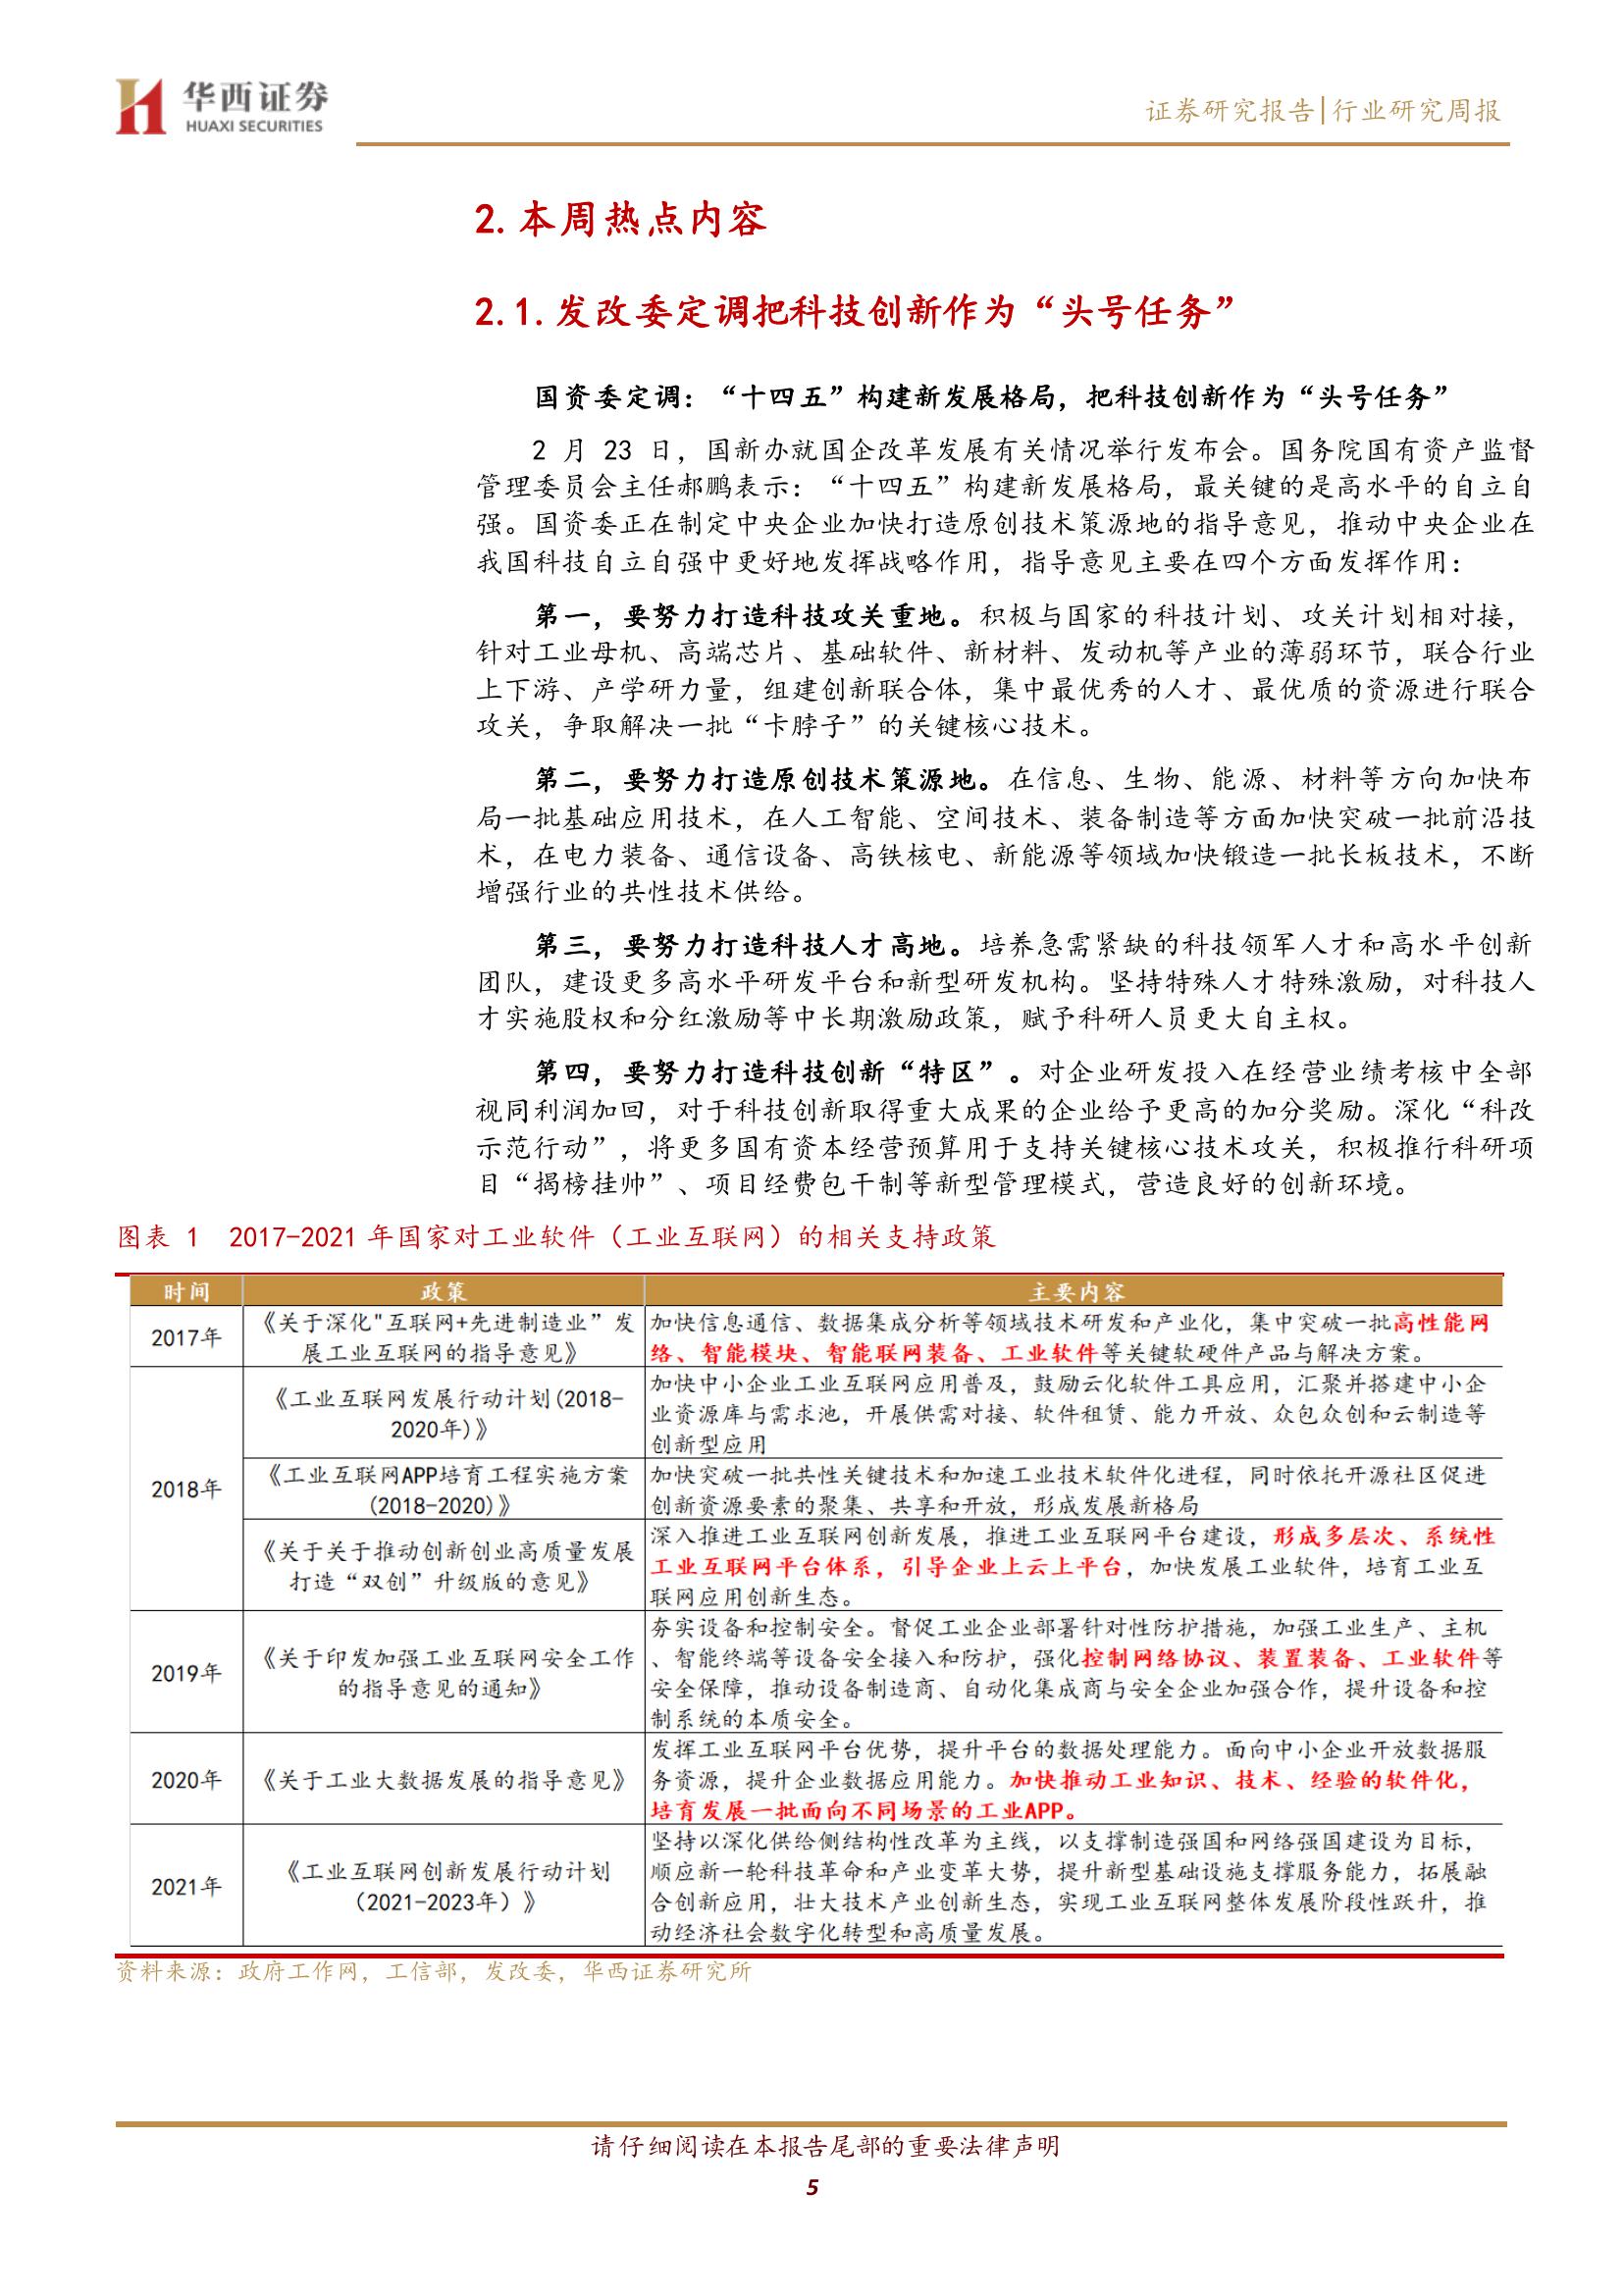 华西证券
HUAXI SECURITIES
证券研究报告|行业研究周报
2.本周热点内容
2.1.发改委定调把科技创新作为“头号任务”
国资委定调：“十四五”构建新发展格局，把科技创新作为“头号任务”
2 月 23 日，国新办就国企改革发展有关情况举行发布会。国务院国有资产监督
管理委员会主任郝鹏表示：“十四五”构建新发展格局，最关键的是高水平的自立自
强。国资委正在制定中央企业加快打造原创技术策源地的指导意见，推动中央企业在
我国科技自立自强中更好地发挥战略作用，指导意见主要在四个方面发挥作用：
第一，要努力打造科技攻关重地。积极与国家的科技计划、攻关计划相对接，
针对工业母机、高端芯片、基础软件、新材料、发动机等产业的薄弱环节，联合行业
上下游、产学研力量，组建创新联合体，集中最优秀的人才、最优质的资源进行联合
攻关，争取解决一批“卡脖子”的关键核心技术。
第二，要努力打造原创技术策源地。在信息、生物、能源、材料等方向加快布
局一批基础应用技术，在人工智能、空间技术、装备制造等方面加快突破一批前沿技
术，在电力装备、通信设备、高铁核电、新能源等领域加快锻造一批长板技术，不断
增强行业的共性技术供给。
第三，要努力打造科技人才高地。培养急需紧缺的科技领军人才和高水平创新
团队，建设更多高水平研发平台和新型研发机构。坚持特殊人才特殊激励，对科技人
才实施股权和分红激励等中长期激励政策，赋予科研人员更大自主权。
第四，要努力打造科技创新“特区”。对企业研发投入在经营业绩考核中全部
视同利润加回，对于科技创新取得重大成果的企业给予更高的加分奖励。深化“科改
示范行动”，将更多国有资本经营预算用于支持关键核心技术攻关，积极推行科研项
目“揭榜挂帅”、项目经费包干制等新型管理模式，营造良好的创新环境。
图表 1 2017-2021 年国家对工业软件（工业互联网）的相关支持政策
时间 政策 主要内容
2017年
《关于深化"互联网+先进制造业”发
展工业互联网的指导意见》
加快信息通信、数据集成分析等领域技术研发和产业化，集中突破一批高性能网
络、智能模块、智能联网装备、工业软件等关键软硬件产品与解决方案。
2018年
《工业互联网发展行动计划(2018-
2020年)》
加快中小企业工业互联网应用普及，鼓励云化软件工具应用，汇聚并搭建中小企
业资源库与需求池，开展供需对接、软件租赁、能力开放、众包众创和云制造等
创新型应用
《工业互联网APP培育工程实施方案
(2018-2020)》
加快突破一批共性关键技术和加速工业技术软件化进程，同时依托开源社区促进
创新资源要素的聚集、共享和开放，形成发展新格局
《关于关于推动创新创业高质量发展
打造“双创”升级版的意见》
深入推进工业互联网创新发展，推进工业互联网平台建设，形成多层次、系统性
工业互联网平台体系，引导企业上云上平台，加快发展工业软件，培育工业互
联网应用创新生态。
2019年
《关于印发加强工业互联网安全工作
的指导意见的通知》
夯实设备和控制安全。督促工业企业部署针对性防护措施，加强工业生产、主机
、智能终端等设备安全接入和防护，强化控制网络协议、装置装备、工业软件等
安全保障，推动设备制造商、自动化集成商与安全企业加强合作，提升设备和控
制系统的本质安全。
2020年
《关于工业大数据发展的指导意见》
发挥工业互联网平台优势，提升平台的数据处理能力。面向中小企业开放数据服
务资源，提升企业数据应用能力。加快推动工业知识、技术、经验的软件化，
培育发展一批面向不同场景的工业APP。
2021年
《工业互联网创新发展行动计划
（2021-2023年）》
坚持以深化供给侧结构性改革为主线，以支撑制造强国和网络强国建设为目标，
顺应新一轮科技革命和产业变革大势，提升新型基础设施支撑服务能力，拓展融
合创新应用，壮大技术产业创新生态，实现工业互联网整体发展阶段性跃升，推
动经济社会数字化转型和高质量发展。
资料来源：政府工作网，工信部，发改委，华西证券研究所
请仔细阅读在本报告尾部的重要法律声明
5